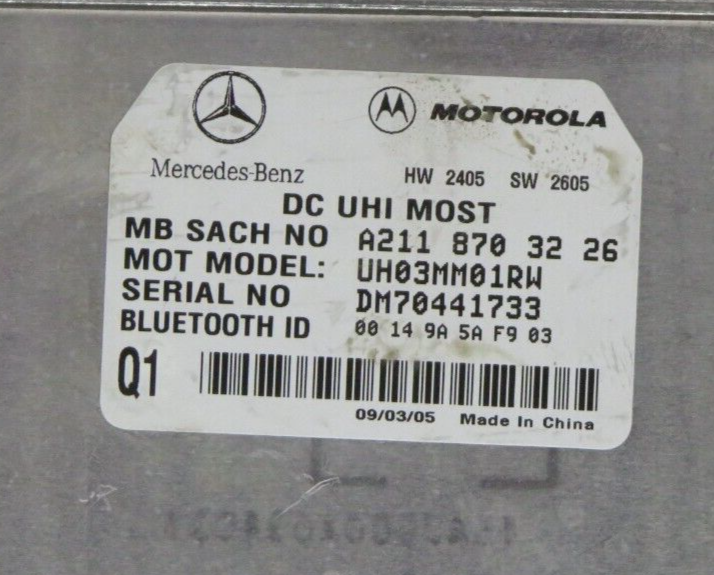 MOTOROLA
Mercedes-Benz
HW 2405 SW 2605
DC UHI MOST
MB SACH NO A211 870 32 26
MOT MODEL: UH03MM01RW
SERIAL NO DM70441733
BLUETOOTH ID 00 14 9A 5A F9 03
Q1
09/03/05 Made In China